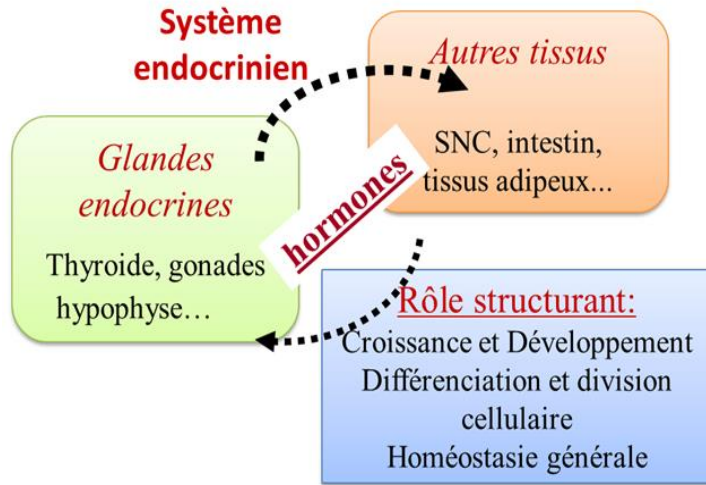 Système
endocrinien
Autres tissus
SNC, intestin,
tissus adipeux...
Glandes
endocrines
Thyroide, gonades
hypophyse…
hormones
Rôle structurant:
Croissance et Développement
Différenciation et division
cellulaire
Homéostasie générale